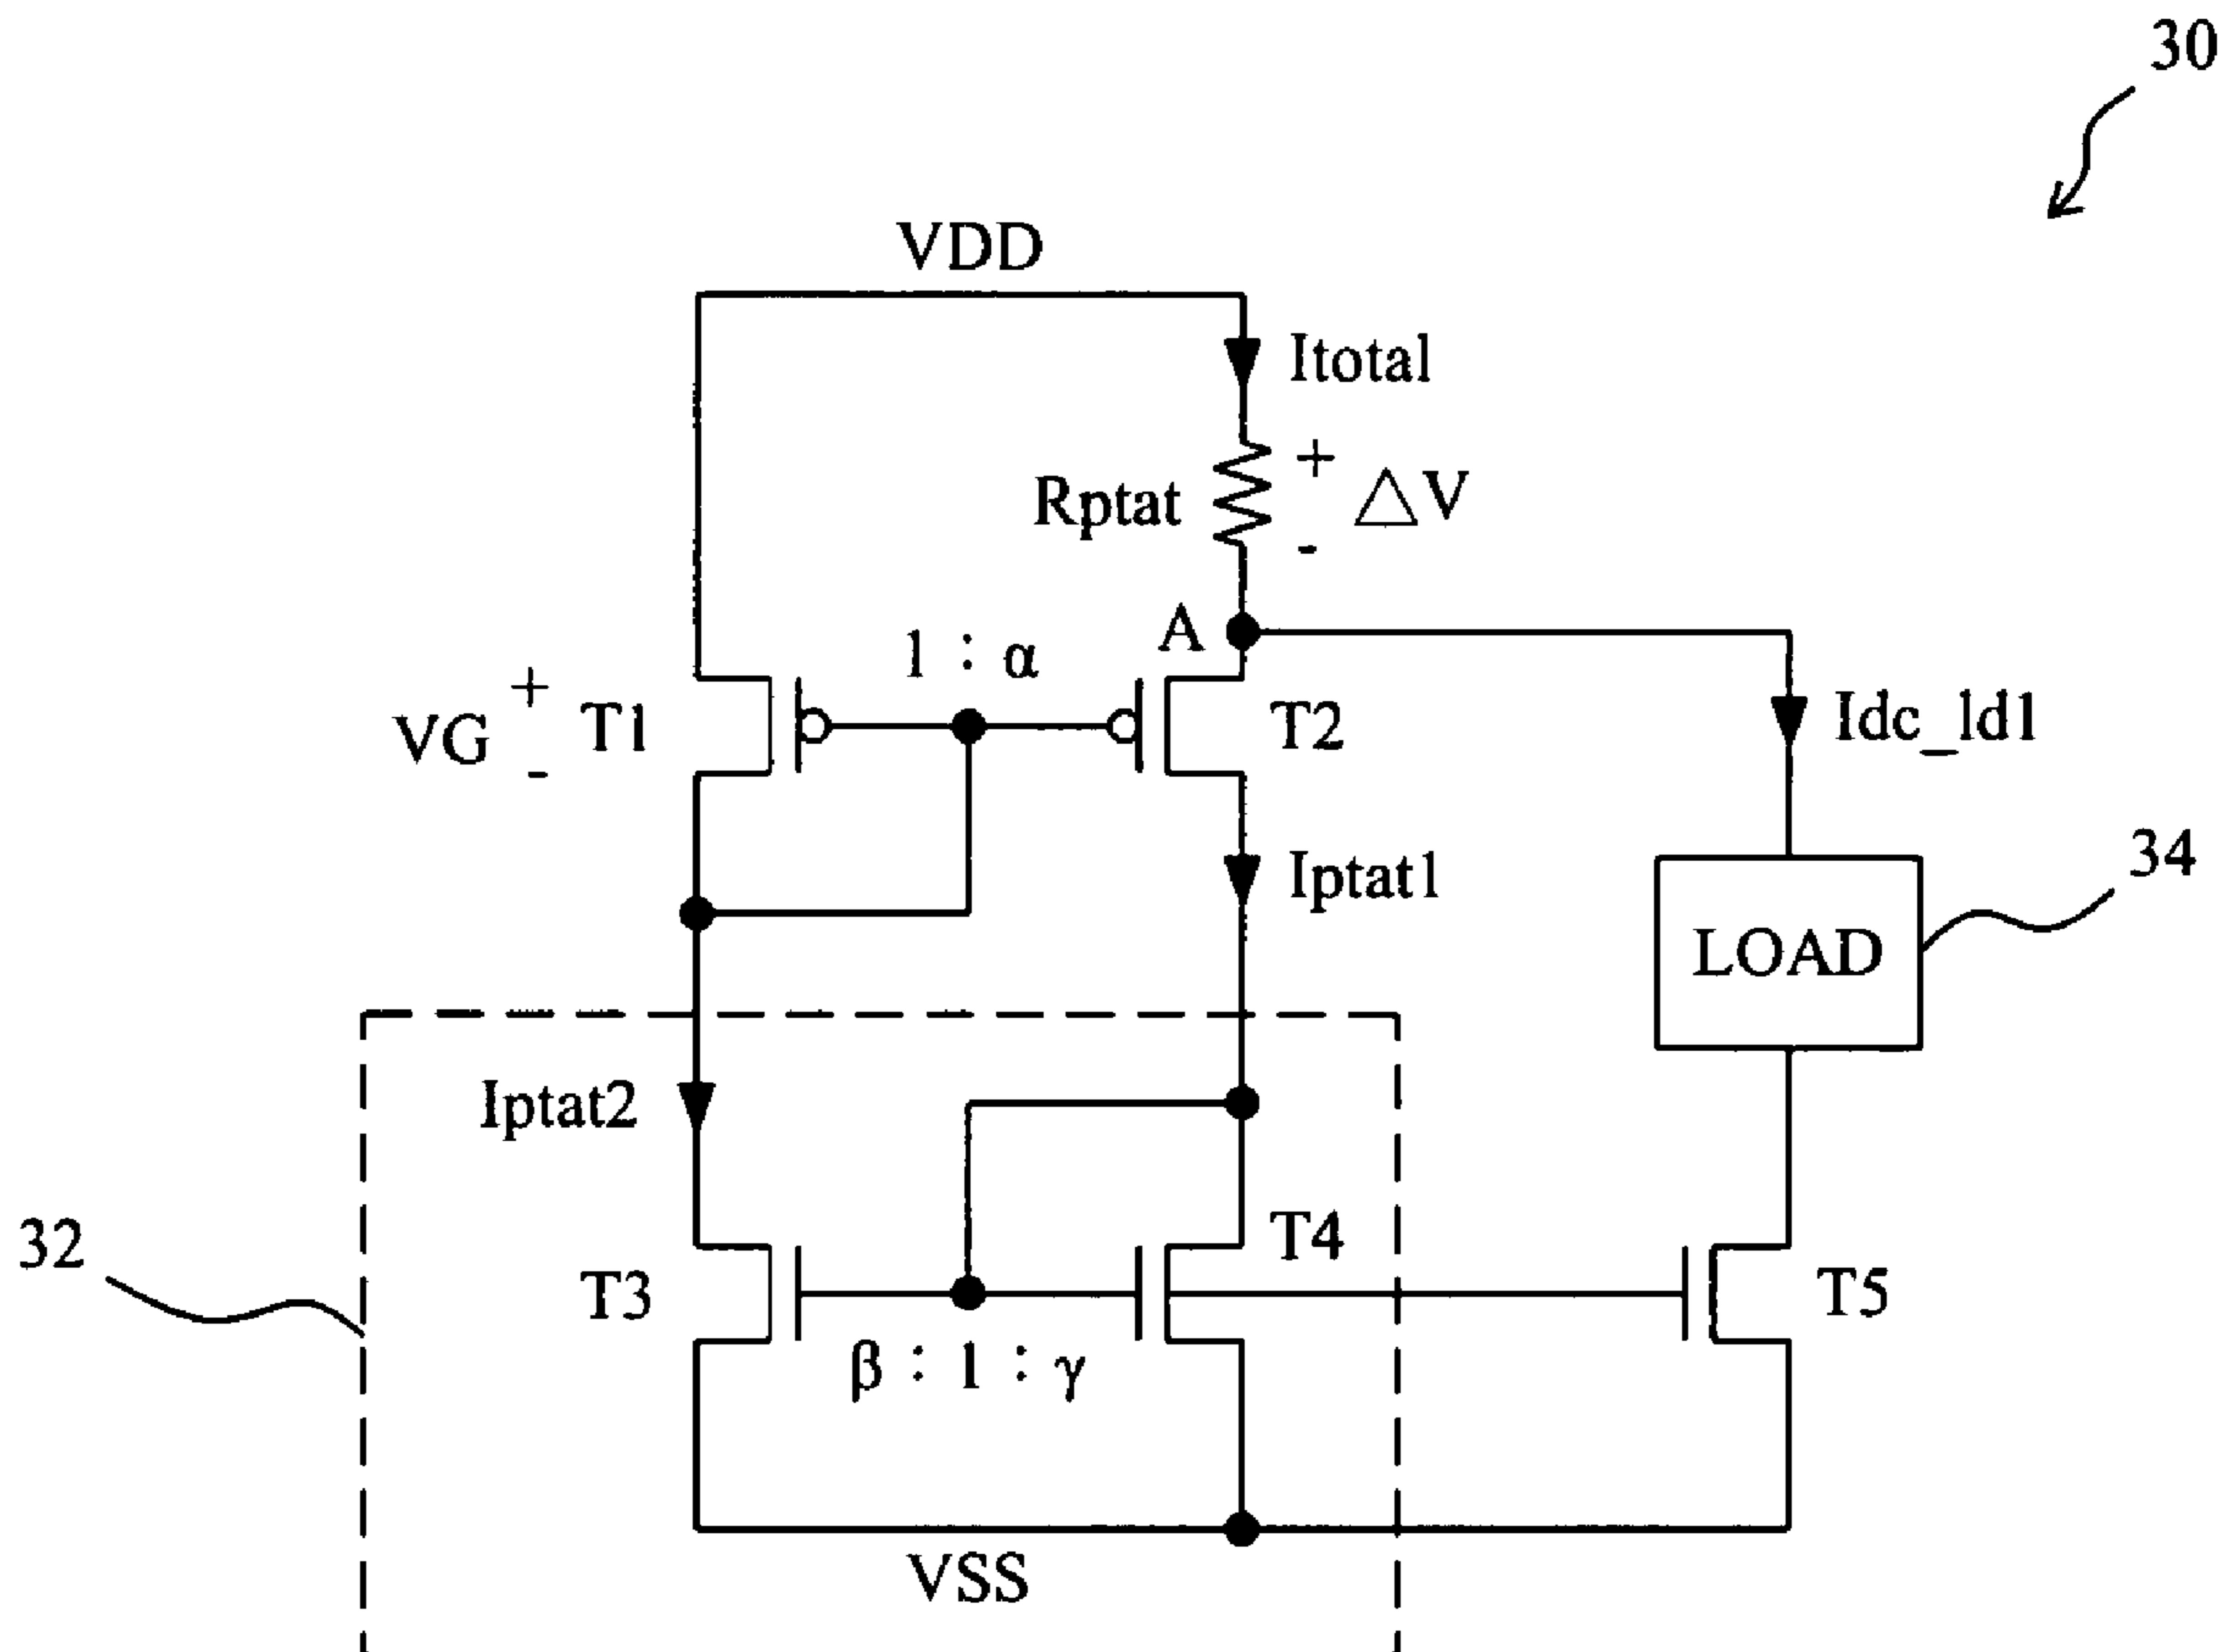 30
VDD
Itotal
+
Rptat
△V
-
A
1 : α
+
VG
-
T1
T2
Idc_ld1
Iptat1
34
LOAD
Iptat2
32
T3
T4
T5
β : 1 : γ
VSS